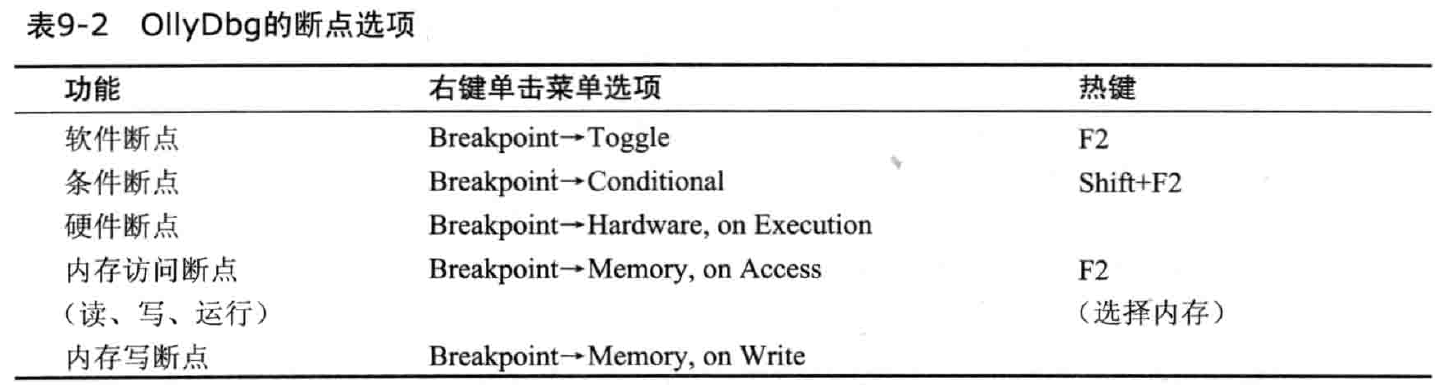 表9-2 OllyDbg的断点选项
功能 右键单击菜单选项 热键
软件断点 Breakpoint→Toggle F2
条件断点 Breakpoint→Conditional Shift+F2
硬件断点 Breakpoint→Hardware, on Execution
内存访问断点 Breakpoint→Memory, on Access F2
（读、写、运行） （选择内存）
内存写断点 Breakpoint→Memory, on Write